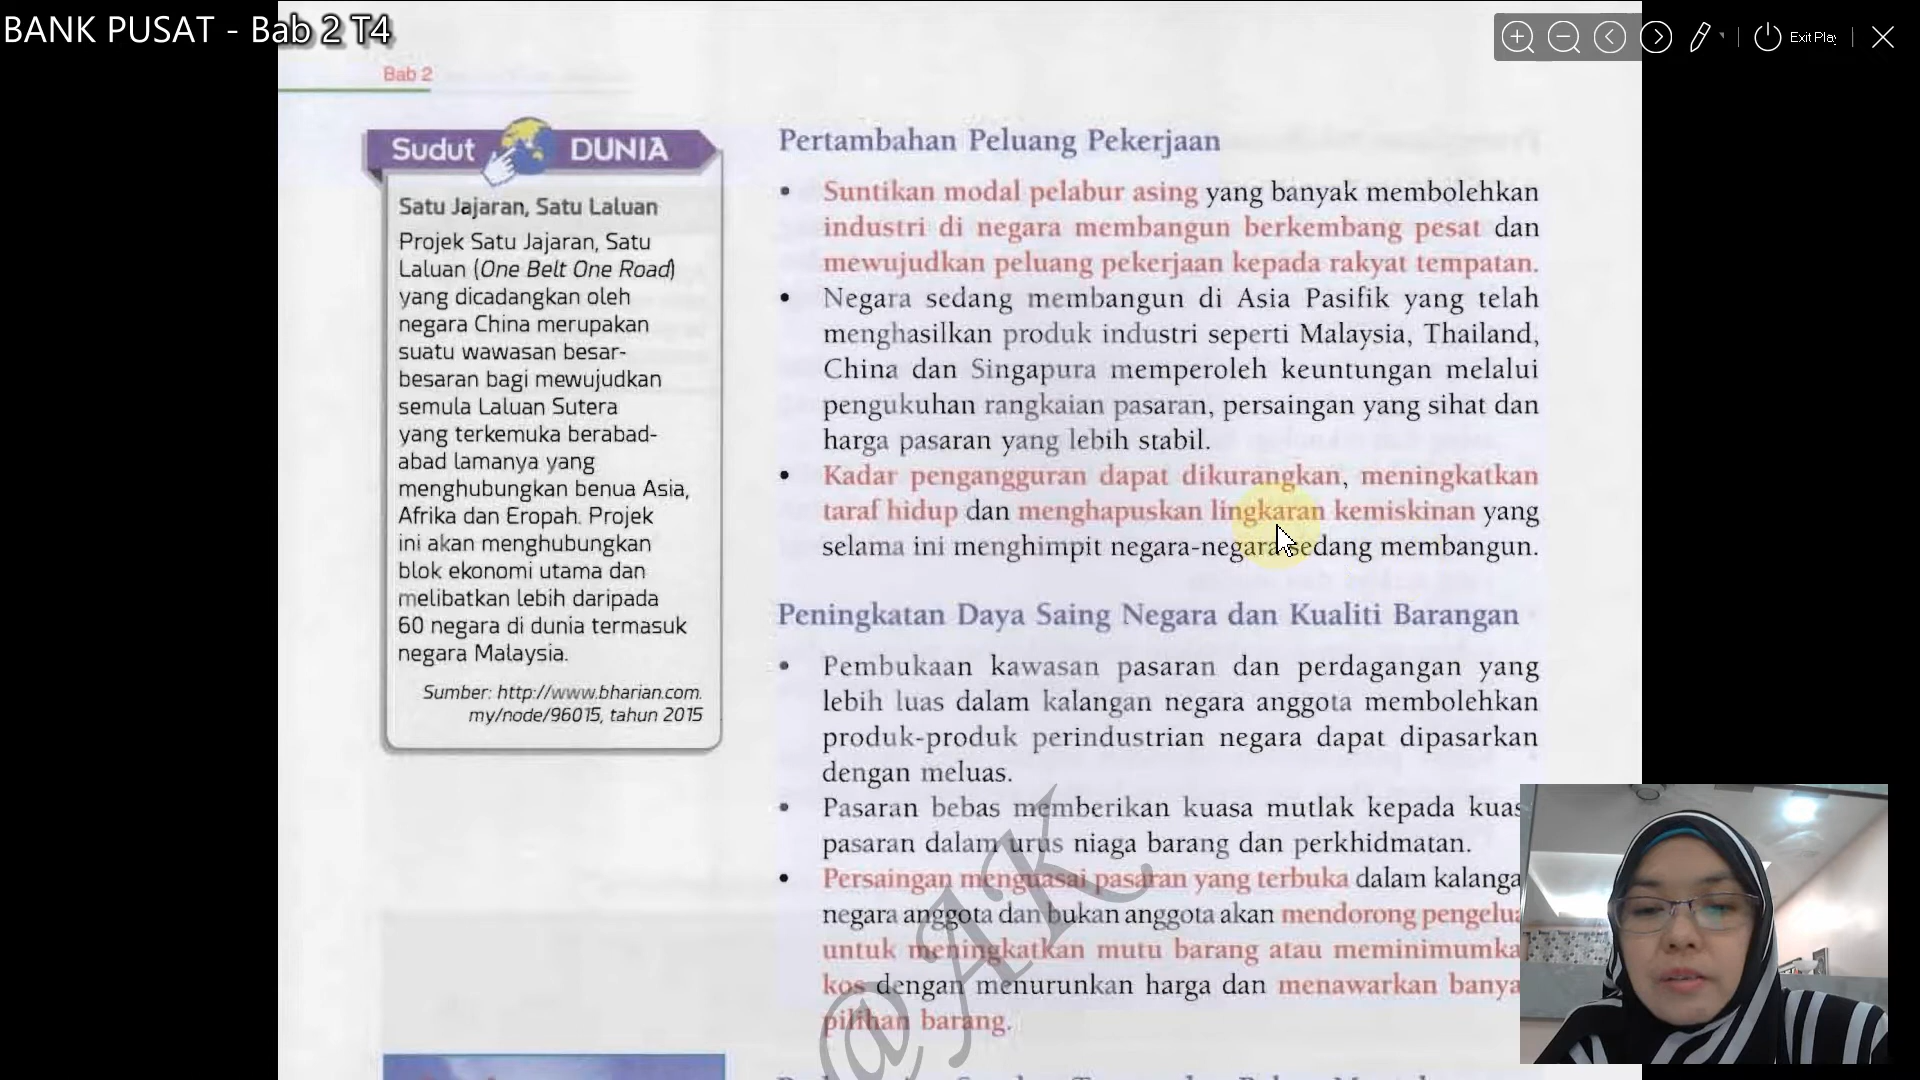 BANK PUSAT - Bab 2 T4
Exit Pla
Bab 2
Sudut DUNIA
Satu Jajaran, Satu Laluan
Projek Satu Jajaran, Satu
Laluan (One Belt One Road)
yang dicadangkan oleh
negara China merupakan
suatu wawasan besar-
besaran bagi mewujudkan
semula Laluan Sutera
yang terkemuka berabad-
abad lamanya yang
menghubungkan benua Asia,
Afrika dan Eropah. Projek
ini akan menghubungkan
blok ekonomi utama dan
melibatkan lebih daripada
60 negara di dunia termasuk
negara Malaysia.
Sumber: http://www.bharian.com.
my/node/96015, tahun 2015
Pertambahan Peluang Pekerjaan
• Suntikan modal pelabur asing yang banyak membolehkan
industri di negara membangun berkembang pesat dan
mewujudkan peluang pekerjaan kepada rakyat tempatan.
• Negara sedang membangun di Asia Pasifik yang telah
menghasilkan produk industri seperti Malaysia, Thailand,
China dan Singapura memperoleh keuntungan melalui
pengukuhan rangkaian pasaran, persaingan yang sihat dan
harga pasaran yang lebih stabil.
• Kadar pengangguran dapat dikurangkan, meningkatkan
taraf hidup dan menghapuskan lingkaran kemiskinan yang
selama ini menghimpit negara-negara sedang membangun.
Peningkatan Daya Saing Negara dan Kualiti Barangan
• Pembukaan kawasan pasaran dan perdagangan yang
lebih luas dalam kalangan negara anggota membolehkan
produk-produk perindustrian negara dapat dipasarkan
dengan meluas.
• Pasaran bebas memberikan kuasa mutlak kepada kuas
pasaran dalam urus niaga barang dan perkhidmatan.
• Persaingan menguasai pasaran yang terbuka dalam kalanga
negara anggota dan bukan anggota akan mendorong pengelua
untuk meningkatkan mutu barang atau meminimumka
kos dengan menurunkan harga dan menawarkan banya
pilihan barang.
@AK